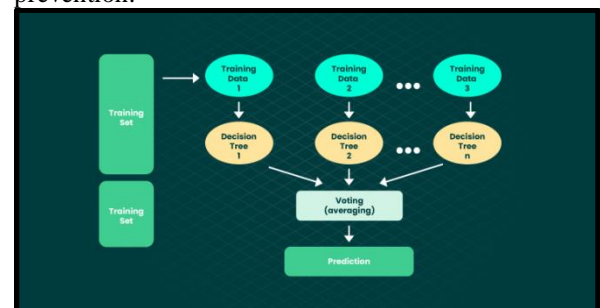 prevention.
Training
Set
Training
Data
1
Training
Data
2
Training
Data
3
Decision
Tree
1
Decision
Tree
2
Decision
Tree
n
Training
Set
Voting
(averaging)
Prediction